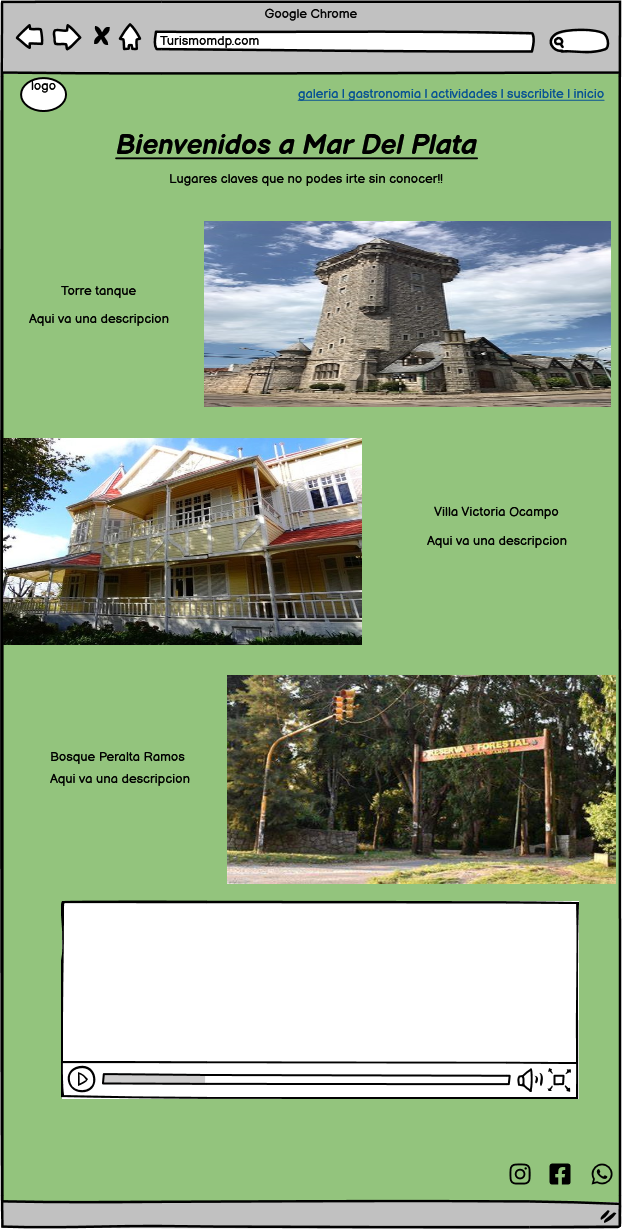 Google Chrome
Turismomdp.com
logo
galeria | gastronomia | actividades | suscribite | inicio
Bienvenidos a Mar Del Plata
Lugares claves que no podes irte sin conocer!!
Torre tanque
Aqui va una descripcion
Villa Victoria Ocampo
Aqui va una descripcion
RESERVA FORESTAL
Bosque Peralta Ramos
Aqui va una descripcion